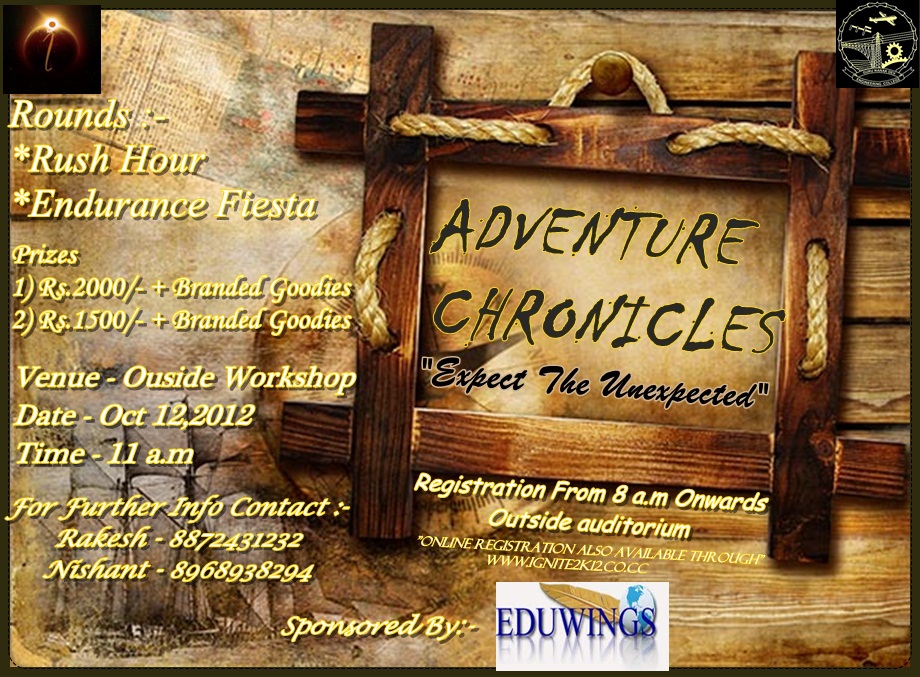 Rounds :-
*Rush Hour
*Endurance Fiesta
Prizes
1) Rs.2000/- + Branded Goodies
2) Rs.1500/- + Branded Goodies
Venue - Ouside Workshop
Date - Oct 12,2012
Time - 11 a.m
For Further Info Contact :-
Rakesh - 8872431232
Nishant - 8968938294
ADVENTURE
CHRONICLES
"Expect The Unexpected"
Registration From 8 a.m Onwards
Outside auditorium
"ONLINE REGISTRATION ALSO AVAILABLE THROUGH"
WWW.IGNITE2K12.CO.CC
Sponsored By:-
EDUWINGS